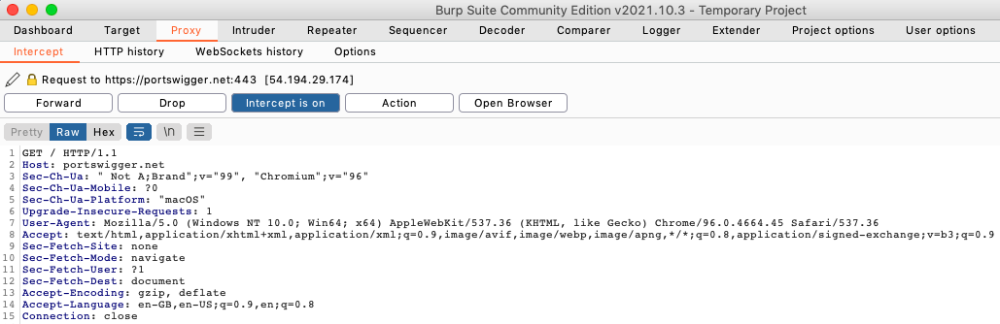 Burp Suite Community Edition v2021.10.3 - Temporary Project
Dashboard Target Proxy Intruder Repeater Sequencer Decoder Comparer Logger Extender Project options User options
Intercept HTTP history WebSockets history Options
Request to https://portswigger.net:443 [54.194.29.174]
Forward Drop Intercept is on Action Open Browser
Pretty Raw Hex \n
1 GET / HTTP/1.1
2 Host: portswigger.net
3 Sec-Ch-Ua: " Not A;Brand";v="99", "Chromium";v="96"
4 Sec-Ch-Ua-Mobile: ?0
5 Sec-Ch-Ua-Platform: "macOS"
6 Upgrade-Insecure-Requests: 1
7 User-Agent: Mozilla/5.0 (Windows NT 10.0; Win64; x64) AppleWebKit/537.36 (KHTML, like Gecko) Chrome/96.0.4664.45 Safari/537.36
8 Accept: text/html,application/xhtml+xml,application/xml;q=0.9,image/avif,image/webp,image/apng,*/*;q=0.8,application/signed-exchange;v=b3;q=0.9
9 Sec-Fetch-Site: none
10 Sec-Fetch-Mode: navigate
11 Sec-Fetch-User: ?1
12 Sec-Fetch-Dest: document
13 Accept-Encoding: gzip, deflate
14 Accept-Language: en-GB,en-US;q=0.9,en;q=0.8
15 Connection: close